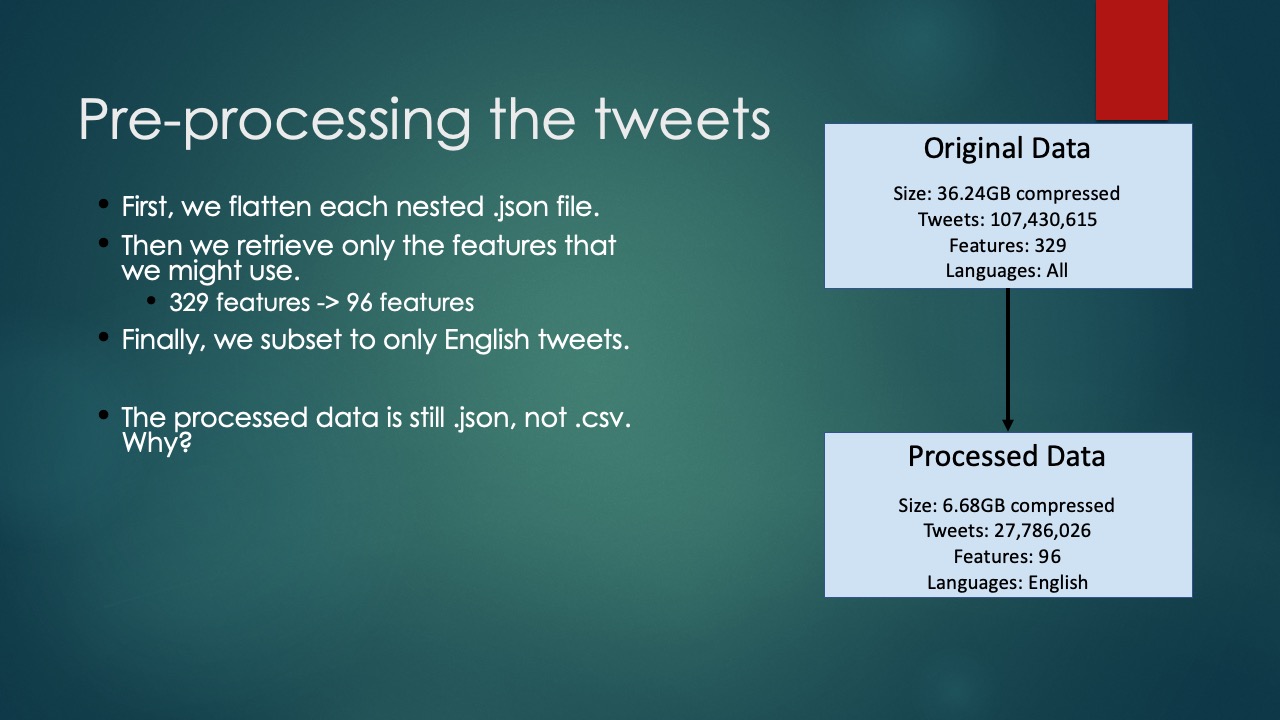 Pre-processing the tweets
First, we flatten each nested .json file.
Then we retrieve only the features that
we might use.
329 features -> 96 features
Finally, we subset to only English tweets.
The processed data is still .json, not .csv.
Why?
Original Data
Size: 36.24GB compressed
Tweets: 107,430,615
Features: 329
Languages: All
Processed Data
Size: 6.68GB compressed
Tweets: 27,786,026
Features: 96
Languages: English